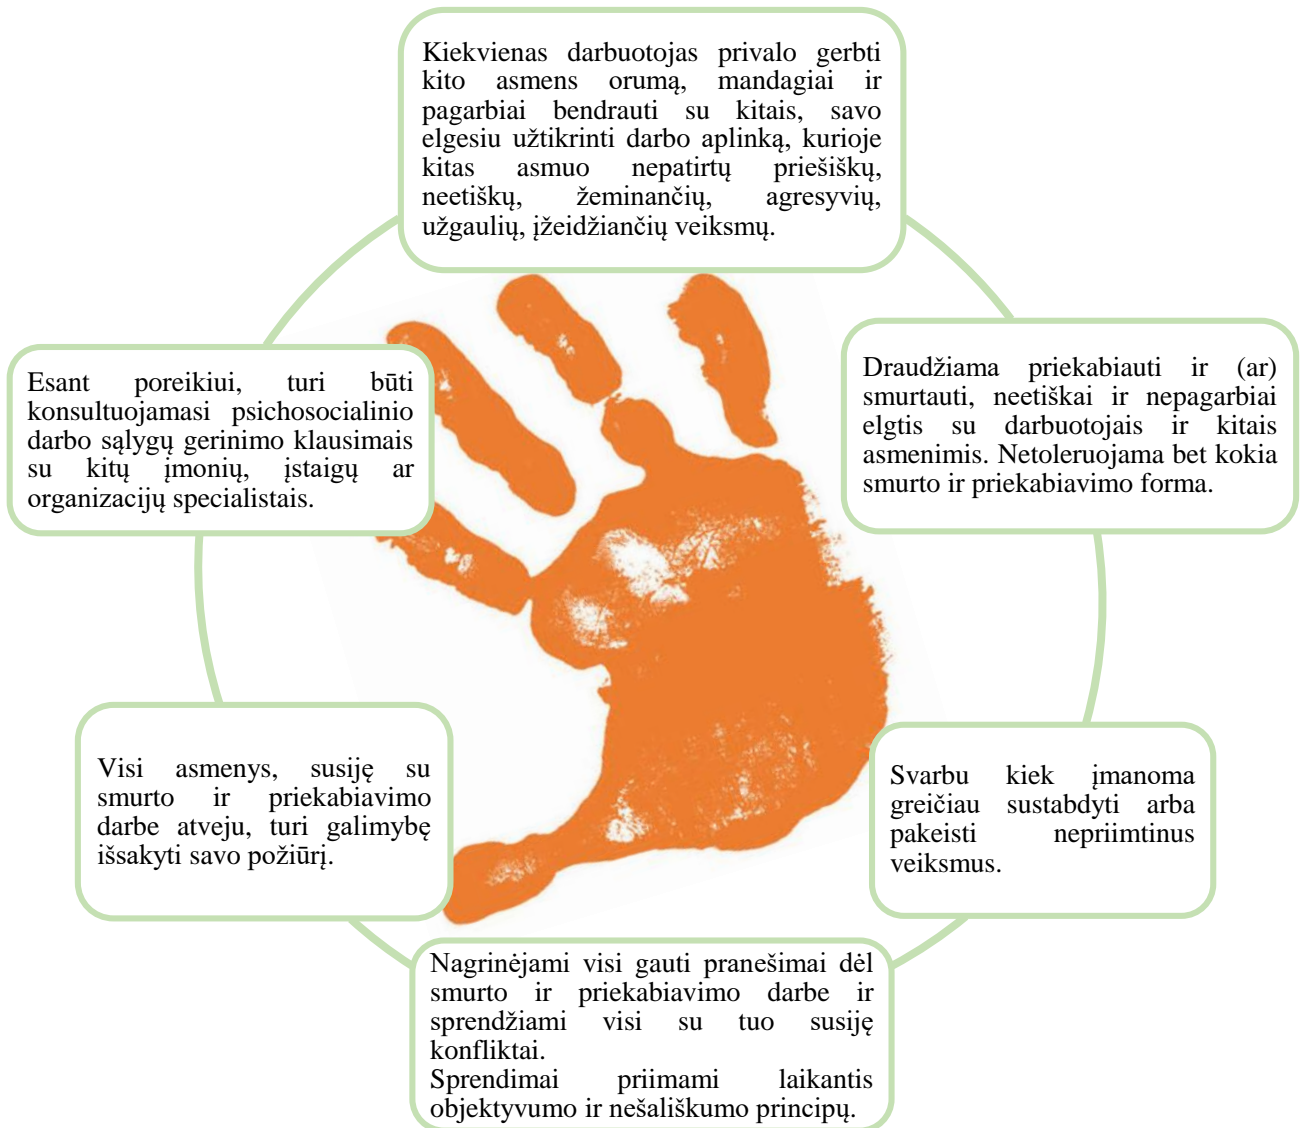 Kiekvienas darbuotojas privalo gerbti
kito asmens orumą, mandagiai ir
pagarbiai bendrauti su kitais, savo
elgesiu užtikrinti darbo aplinką, kurioje
kitas asmuo nepatirtų priešiškų,
neetiškų, žeminančių, agresyvių,
užgaulių, įžeidžiančių veiksmų.
Draudžiama priekabiauti ir (ar)
smurtauti, neetiškai ir nepagarbiai
elgtis su darbuotojais ir kitais
asmenimis. Netoleruojama bet kokia
smurto ir priekabiavimo forma.
Svarbu kiek įmanoma
greičiau sustabdyti arba
pakeisti nepriimtinus
veiksmus.
Nagrinėjami visi gauti pranešimai dėl
smurto ir priekabiavimo darbe ir
sprendžiami visi su tuo susiję
konfliktai.
Sprendimai priimami laikantis
objektyvumo ir nešališkumo principų.
Visi asmenys, susiję su
smurto ir priekabiavimo
darbe atveju, turi galimybę
išsakyti savo požiūrį.
Esant poreikiui, turi būti
konsultuojamasi psichosocialinio
darbo sąlygų gerinimo klausimais
su kitų įmonių, įstaigų ar
organizacijų specialistais.